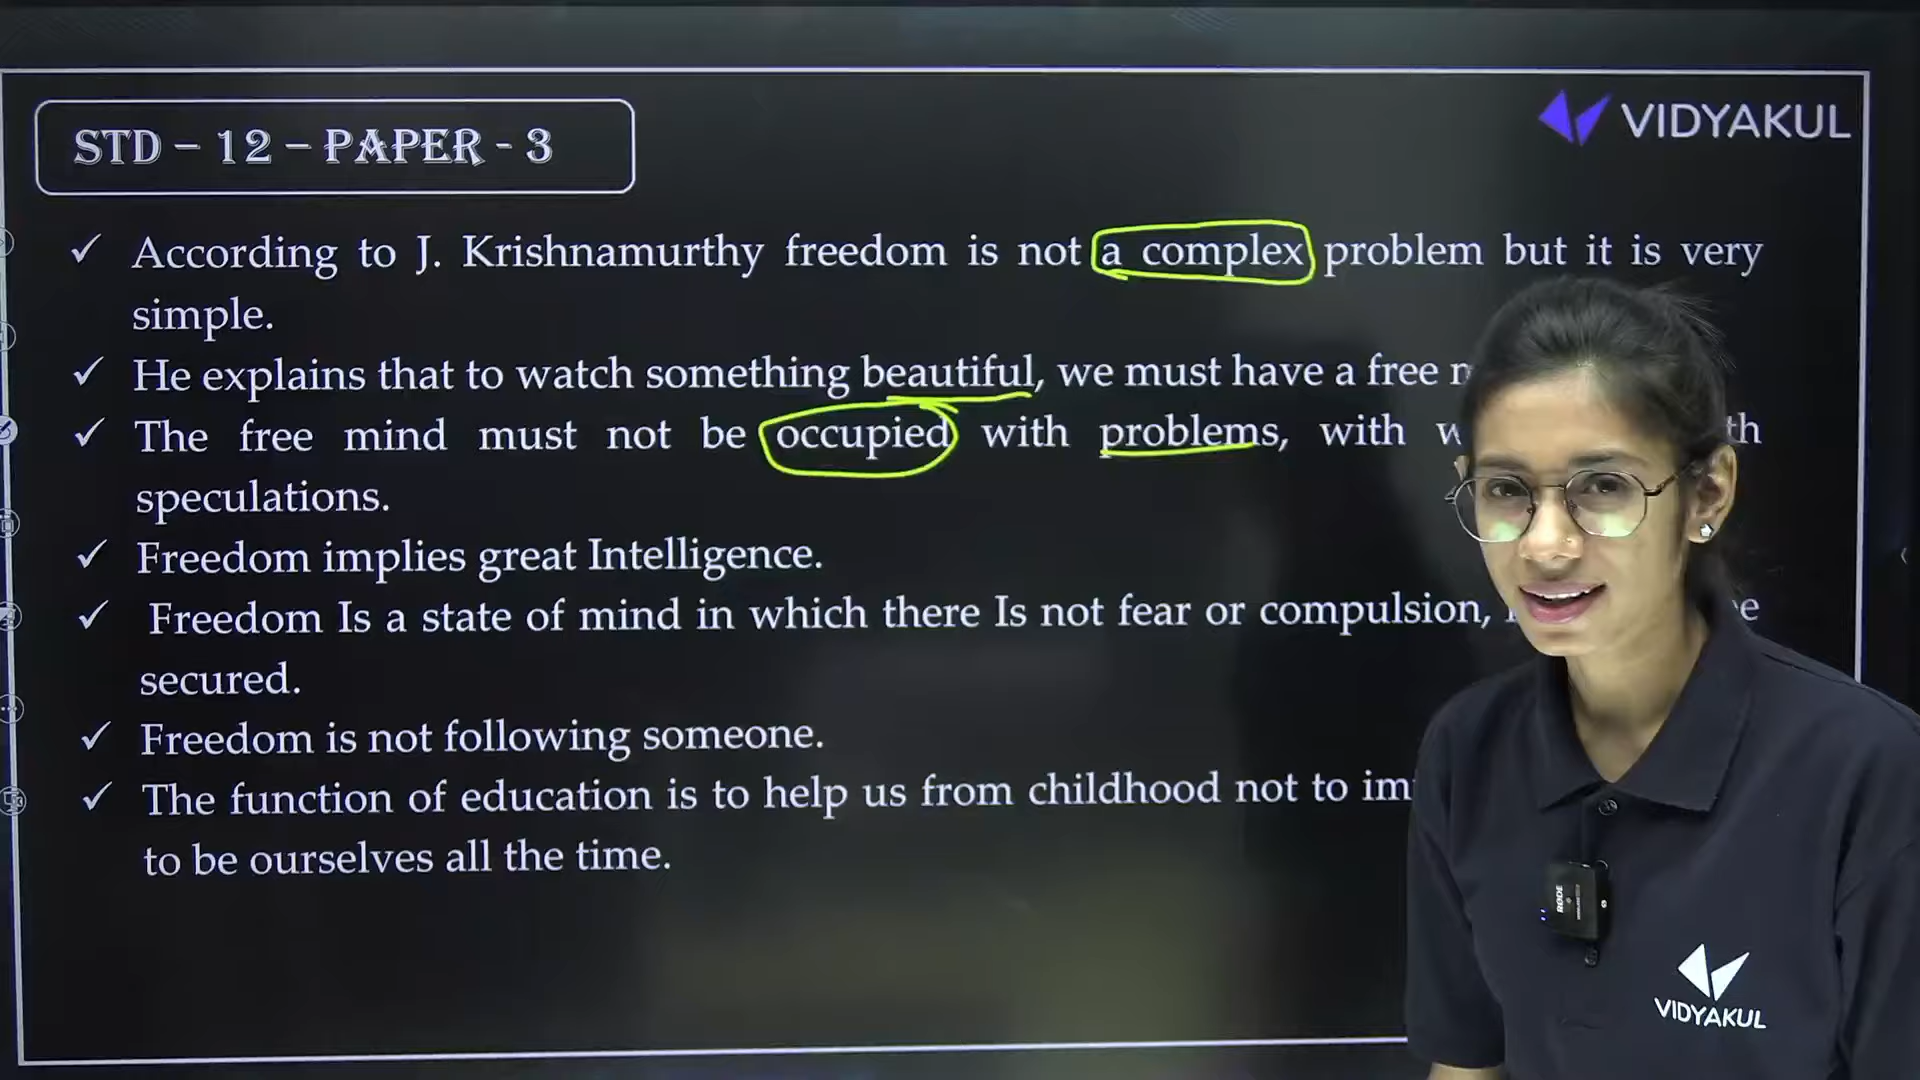 STD – 12 – PAPER - 3
VIDYAKUL
✓ According to J. Krishnamurthy freedom is not a complex problem but it is very
simple.
✓ He explains that to watch something beautiful, we must have a free
✓ The free mind must not be occupied with problems, with
speculations.
✓ Freedom implies great Intelligence.
✓ Freedom Is a state of mind in which there Is not fear or compulsion,
secured.
✓ Freedom is not following someone.
✓ The function of education is to help us from childhood not to
to be ourselves all the time.
RØDE
VIDYAKUL